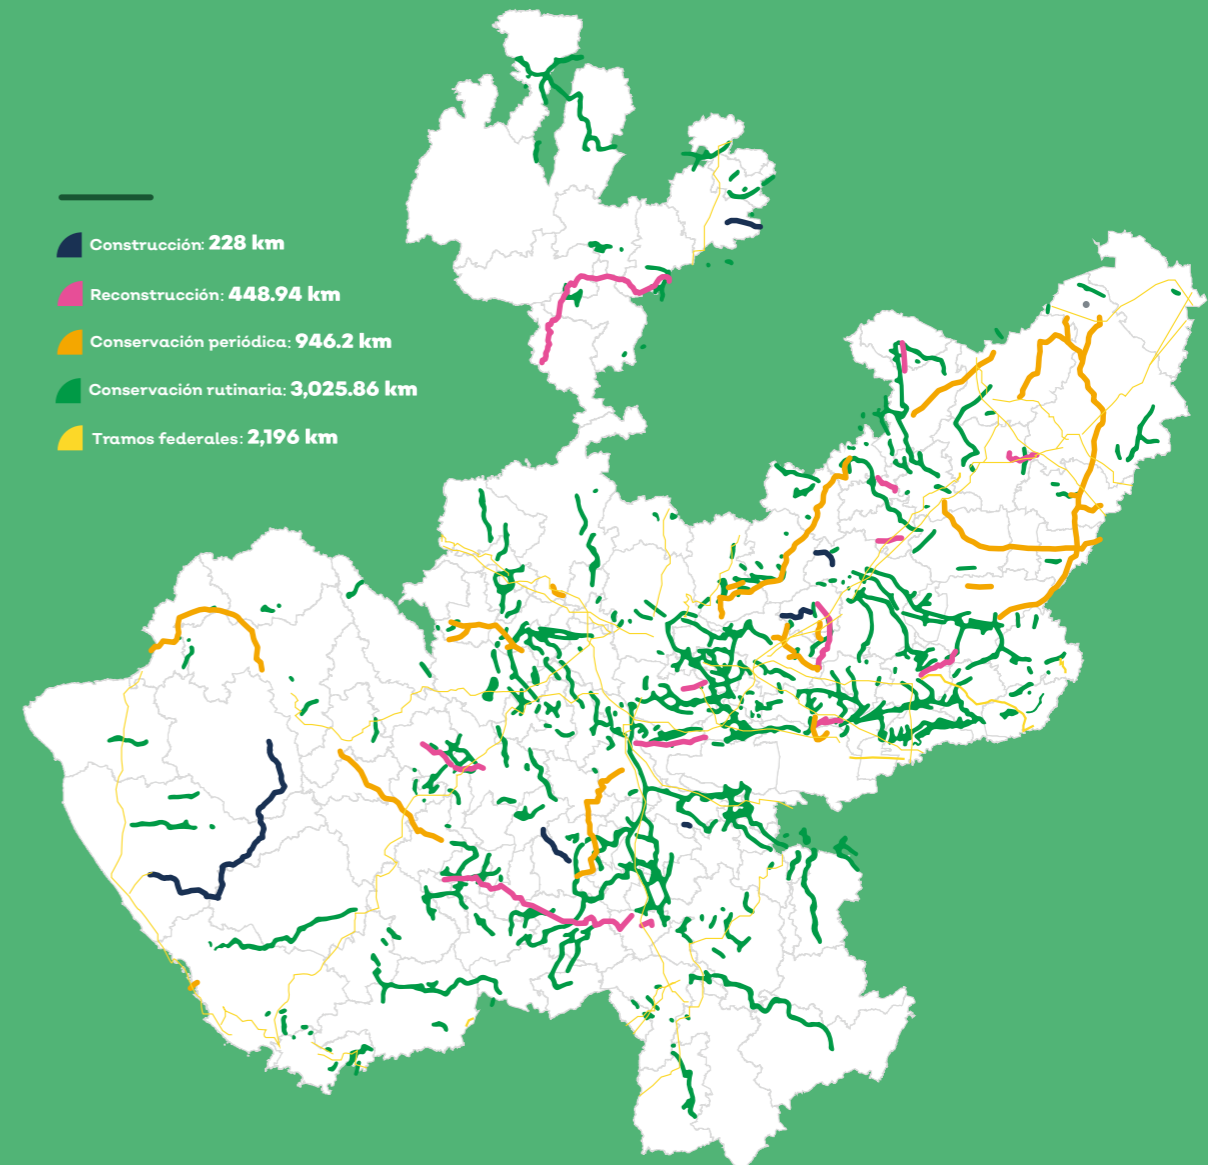 Construcción: 228 km
Reconstrucción: 448.94 km
Conservación periódica: 946.2 km
Conservación rutinaria: 3,025.86 km
Tramos federales: 2,196 km